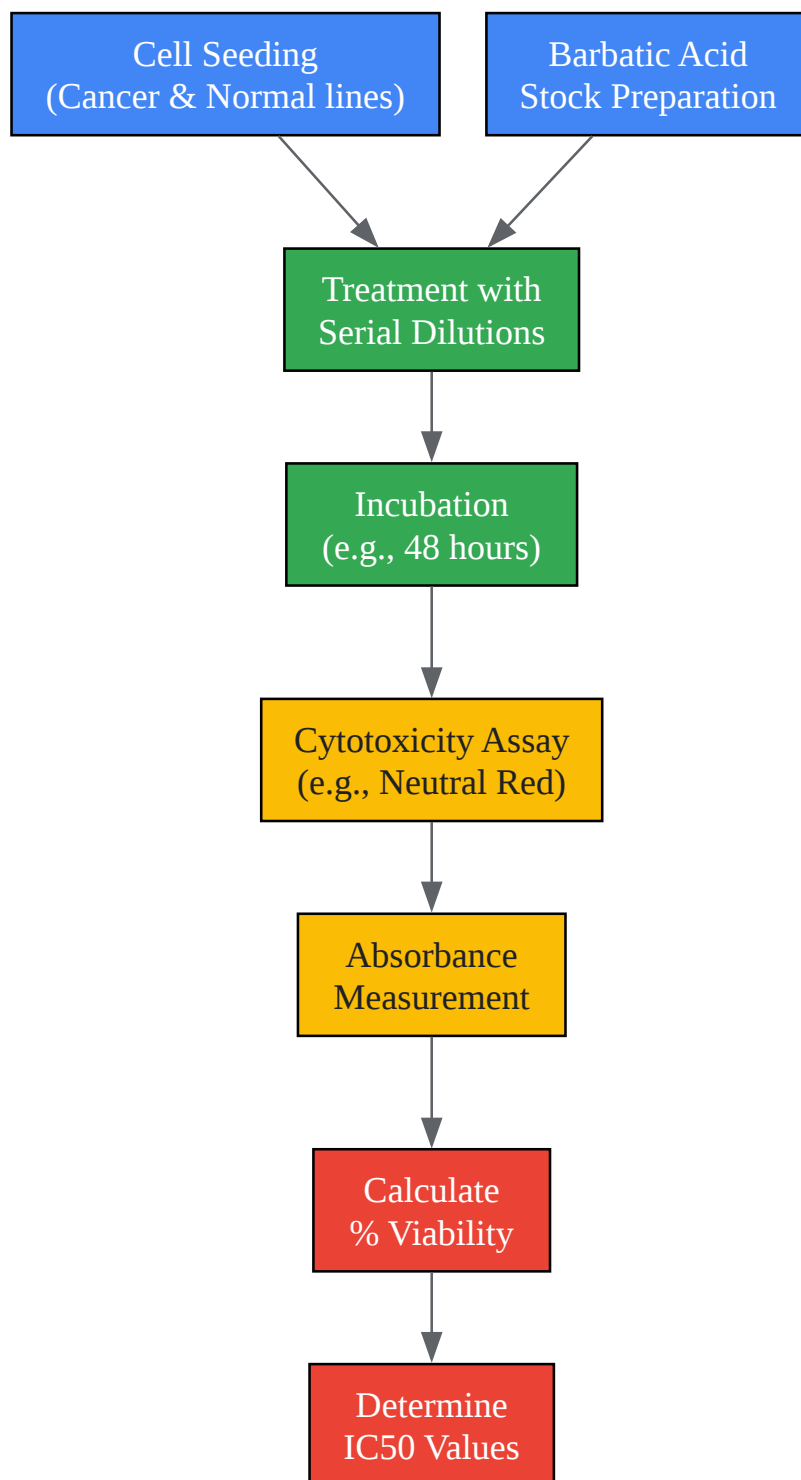 Cell Seeding
(Cancer & Normal lines)
Barbatic Acid
Stock Preparation
Treatment with
Serial Dilutions
Incubation
(e.g., 48 hours)
Cytotoxicity Assay
(e.g., Neutral Red)
Absorbance
Measurement
Calculate
% Viability
Determine
IC50 Values